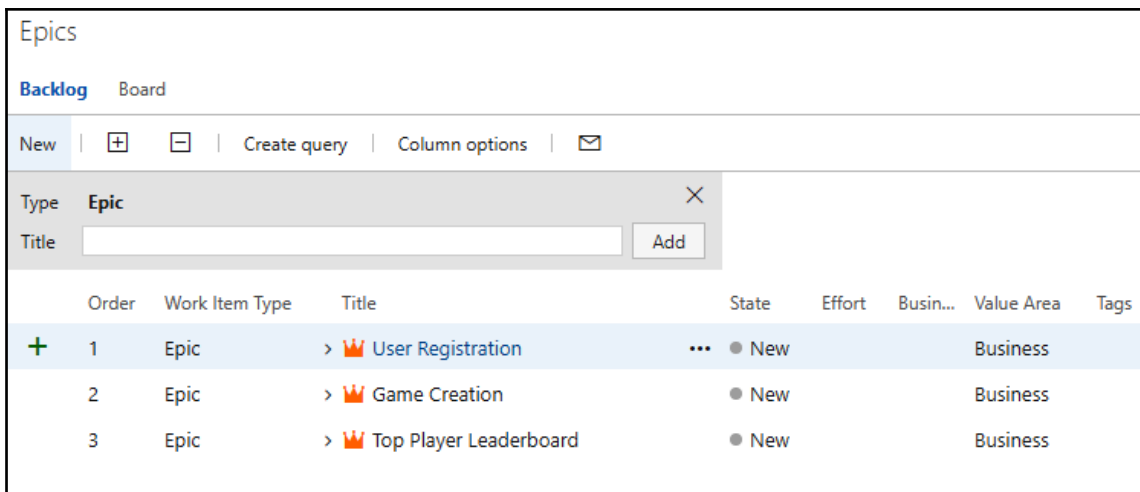 Epics
Backlog Board
New Create query Column options
Type Epic
Title Add
Order Work Item Type Title State Effort Busin... Value Area Tags
1 Epic User Registration ... New Business
2 Epic Game Creation New Business
3 Epic Top Player Leaderboard New Business